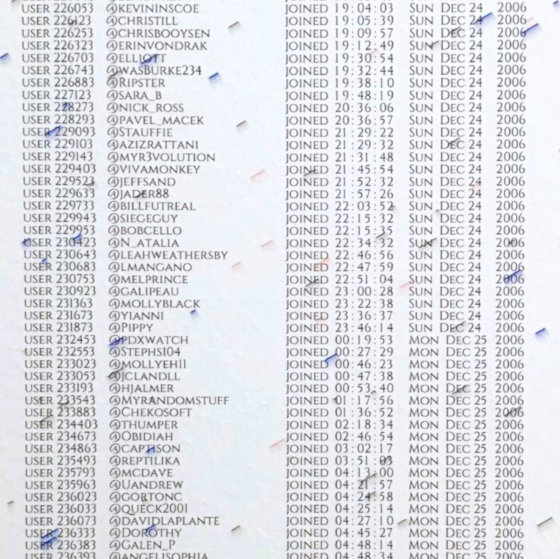 USER 226053 @KEVININSCOE JOINED 19:04:03 SUN DEC 24 2006
USER 226123 @CHRISTILL JOINED 19:05:39 SUN DEC 24 2006
USER 226253 @CHRISBOOYSEN JOINED 19:09:57 SUN DEC 24 2006
USER 226323 @ERINVONDRAK JOINED 19:12:49 SUN DEC 24 2006
USER 226703 @ELLIOTT JOINED 19:30:54 SUN DEC 24 2006
USER 226743 @WASBURKE234 JOINED 19:32:44 SUN DEC 24 2006
USER 226883 @RIPSTER JOINED 19:38:10 SUN DEC 24 2006
USER 227123 @SARA_B JOINED 19:48:19 SUN DEC 24 2006
USER 228273 @NICK_ROSS JOINED 20:36:06 SUN DEC 24 2006
USER 228293 @PAVEL_MACEK JOINED 20:36:57 SUN DEC 24 2006
USER 229093 @STAUFFIE JOINED 21:29:22 SUN DEC 24 2006
USER 229103 @AZIZRATTANI JOINED 21:29:32 SUN DEC 24 2006
USER 229143 @MYR3VOLUTION JOINED 21:31:48 SUN DEC 24 2006
USER 229403 @VIVAMONKEY JOINED 21:45:54 SUN DEC 24 2006
USER 229523 @JEFFSAND JOINED 21:52:32 SUN DEC 24 2006
USER 229633 @JADER88 JOINED 21:57:26 SUN DEC 24 2006
USER 229733 @BILLFUTREAL JOINED 22:03:52 SUN DEC 24 2006
USER 229943 @SIEGEGUY JOINED 22:15:32 SUN DEC 24 2006
USER 229953 @BOBCELLO JOINED 22:15:33 SUN DEC 24 2006
USER 230423 @N_ATALIA JOINED 22:34:32 SUN DEC 24 2006
USER 230643 @LEAHWEATHERSBY JOINED 22:46:56 SUN DEC 24 2006
USER 230683 @LMANGANO JOINED 22:47:59 SUN DEC 24 2006
USER 230753 @MELPRINCE JOINED 22:51:04 SUN DEC 24 2006
USER 230923 @GALIPEAU JOINED 23:00:28 SUN DEC 24 2006
USER 231363 @MOLLYBLACK JOINED 23:22:38 SUN DEC 24 2006
USER 231673 @YIANNI JOINED 23:36:37 SUN DEC 24 2006
USER 231873 @PIPPY JOINED 23:46:14 SUN DEC 24 2006
USER 232453 @PDXWATCH JOINED 00:19:53 MON DEC 25 2006
USER 232553 @STEPHS104 JOINED 00:27:29 MON DEC 25 2006
USER 233023 @MOLLYEH11 JOINED 00:46:23 MON DEC 25 2006
USER 233053 @JCLANDLL JOINED 00:47:38 MON DEC 25 2006
USER 233193 @HJALMER JOINED 00:53:40 MON DEC 25 2006
USER 233543 @MYRANDOMSTUFF JOINED 01:17:56 MON DEC 25 2006
USER 233883 @CHEKOSOFT JOINED 01:36:52 MON DEC 25 2006
USER 234403 @THUMPER JOINED 02:18:34 MON DEC 25 2006
USER 234673 @JOBIDIAH JOINED 02:46:54 MON DEC 25 2006
USER 234863 JOINED 03:02:17 MON DEC 25 2006
USER 235493 @REPTILIKA JOINED 03:51:03 MON DEC 25 2006
USER 235793 @MCDAVE JOINED 04:13:00 MON DEC 25 2006
USER 235963 @UANDREW JOINED 04:21:57 MON DEC 25 2006
USER 236023 @GORTONC JOINED 04:24:58 MON DEC 25 2006
USER 236033 @QUECK2001 JOINED 04:25:14 MON DEC 25 2006
USER 236073 @DAVIDLAPLANTE JOINED 04:27:10 MON DEC 25 2006
USER 236333 @DOROTHY JOINED 04:45:27 MON DEC 25 2006
USER 236383 @GALEN_P JOINED 04:48:14 MON DEC 25 2006
USER 236393 @ANGELISOPHIA JOINED 04:48:34 MON DEC 25 2006